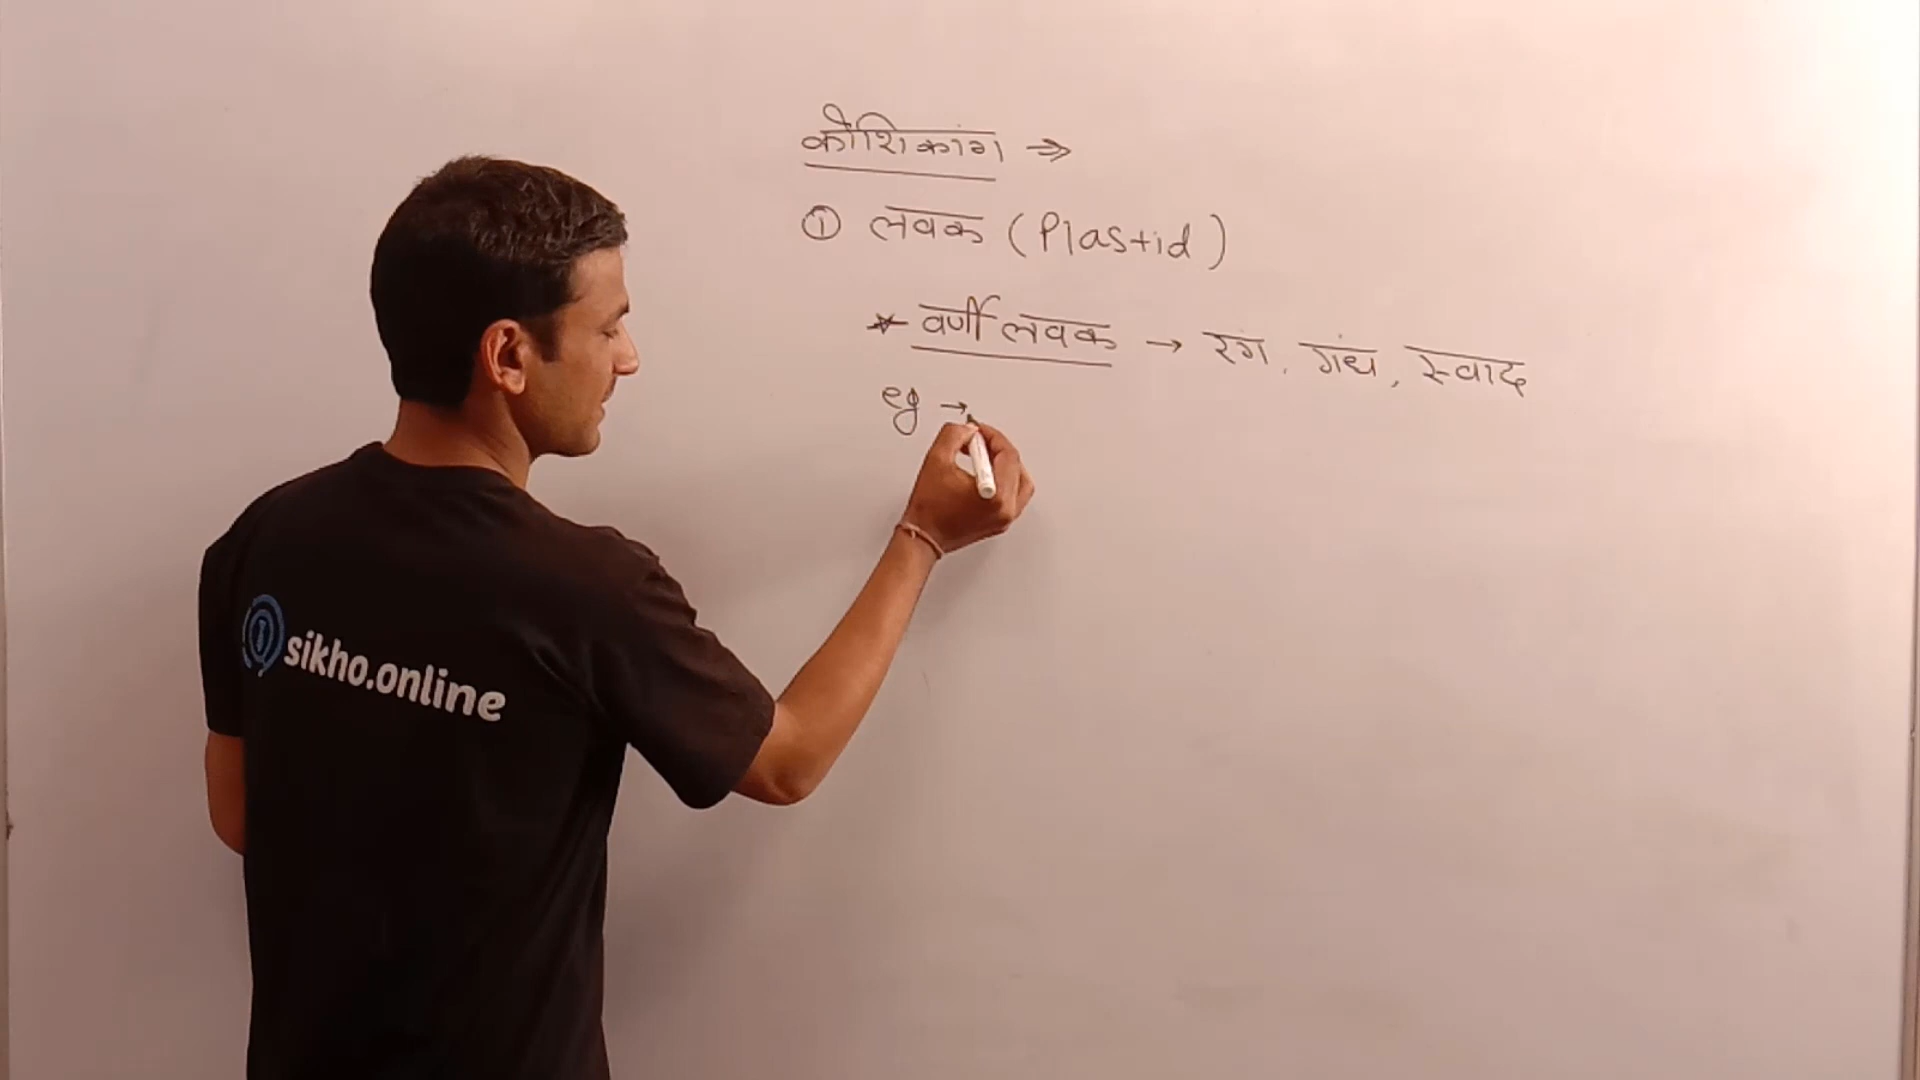 कोशिकांग ⇒
① लवक (Plastid)
* वर्णी लवक → रंग, गंध, स्वाद
eg →
sikho.online